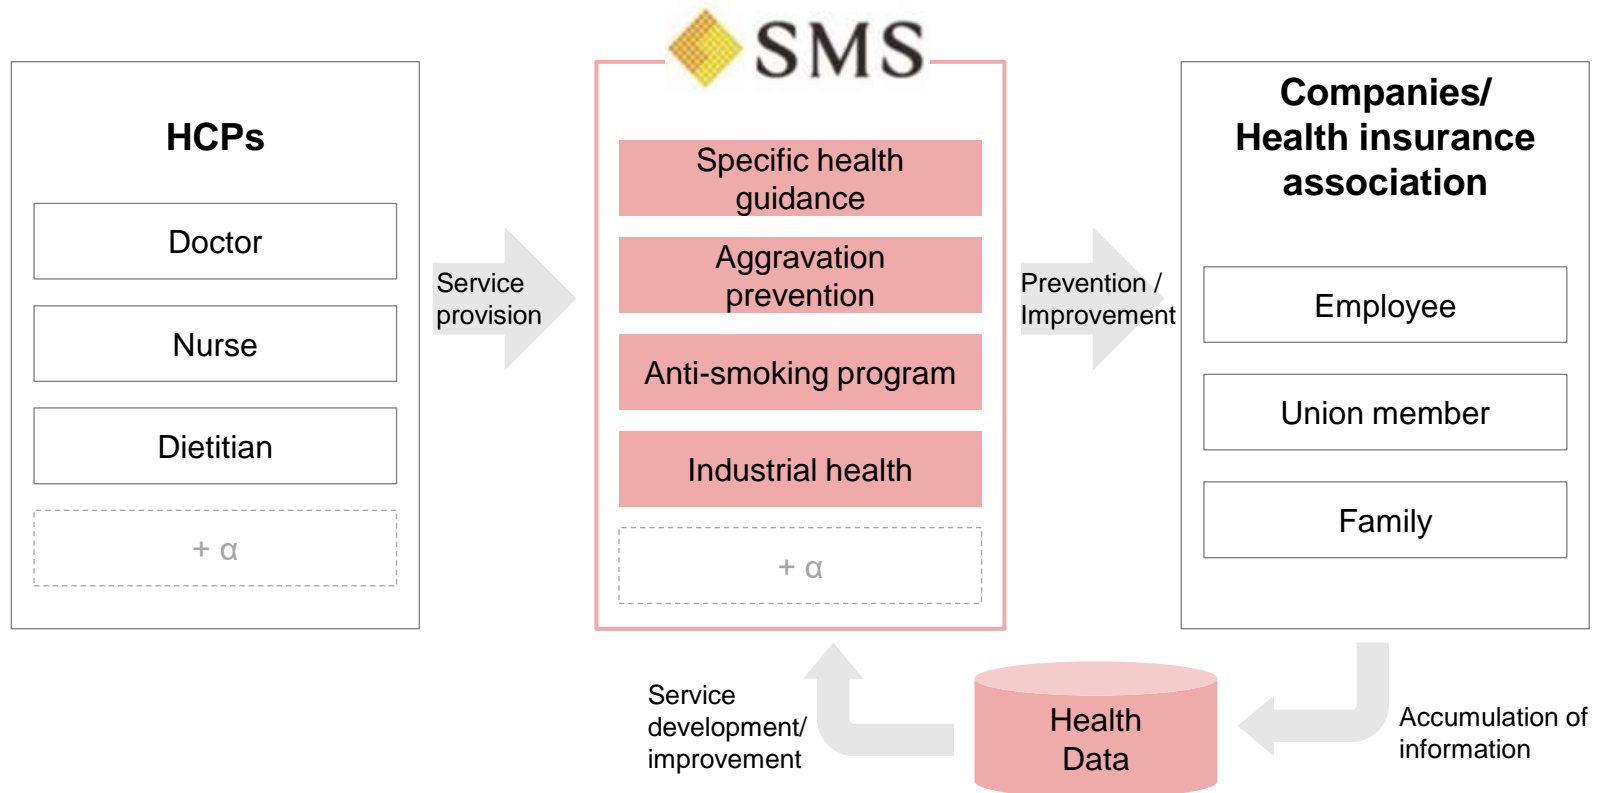 SMS
HCPs
Doctor
Nurse
Dietitian
+ α
Service
provision
Specific health
guidance
Aggravation
prevention
Anti-smoking program
Industrial health
+ α
Prevention /
Improvement
Companies/
Health insurance
association
Employee
Union member
Family
Service
development/
improvement
Health
Data
Accumulation of
information